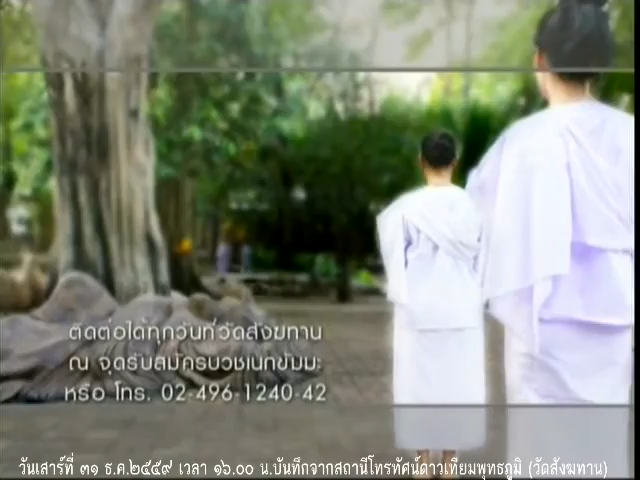 ติดต่อได้ทุกวันที่วัดสังฆทาน
ณ จุดรับสมัครบวชเนกขัมมะ
หรือ โทร. 02-496-1240-42
วันเสาร์ที่ ๓๑ ธ.ค.๒๕๕๙ เวลา ๑๖.๐๐ น.บันทึกจากสถานีโทรทัศน์ดาวเทียมพุทธภูมิ (วัดสังฆทาน)